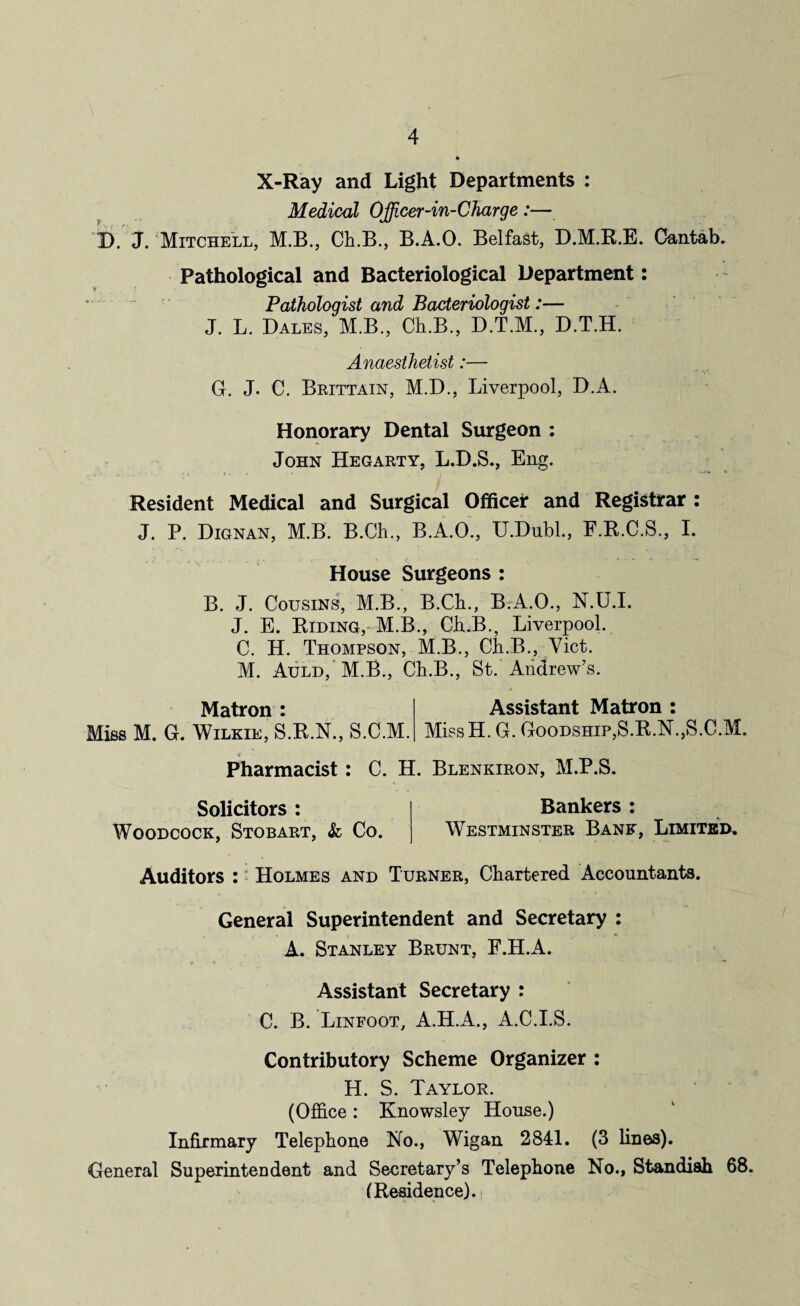 4
X-Ray and Light Departments :
Medical Officer-in-Charge :—
D. J. Mitchell, M.B., Ch.B., B.A.O. Belfast, D.M.R.E. Cantab.
Pathological and Bacteriological Department :
Pathologist and Bacteriologist :—
J. L. Dales, M.B., Ch.B., D.T.M., D.T.H.
Anaesthetist :—
G. J. C. Brittain, M.D., Liverpool, D.A.
Honorary Dental Surgeon :
John Hegarty, L.D.S., Eng.
Resident Medical and Surgical Officer and Registrar :
J. P. Dignan, M.B. B.Ch., B.A.O., U.Dubl., F.R.C.S., I.
House Surgeons :
B. J. Cousins, M.B., B.Ch., B.A.O., N.U.I.
J. E. Riding, M.B., Ch.B., Liverpool.
C. H. Thompson, M.B., Ch.B., Vict.
M. Auld, M.B., Ch.B., St. Andrew's.
Matron :
Miss M. G. Wilkie, S.R.N., S.C.M.
Assistant Matron :
Miss H. G. Goodship,S.R.N.,S.C.M.
Pharmacist : C. H. Blenkiron, M.P.S.
Solicitors :
Woodcock, Stobart, & Co.
Bankers :
Westminster Bank, Limited.
Auditors : Holmes and Turner, Chartered Accountants.
General Superintendent and Secretary :
A. Stanley Brunt, F.H.A.
Assistant Secretary :
C. B. Linfoot, A.H.A., A.C.I.S.
Contributory Scheme Organizer :
H. S. Taylor.
(Office : Knowsley House.)
Infirmary Telephone No., Wigan 2841. (3 lines).
General Superintendent and Secretary's Telephone No., Standish 68.
(Residence).